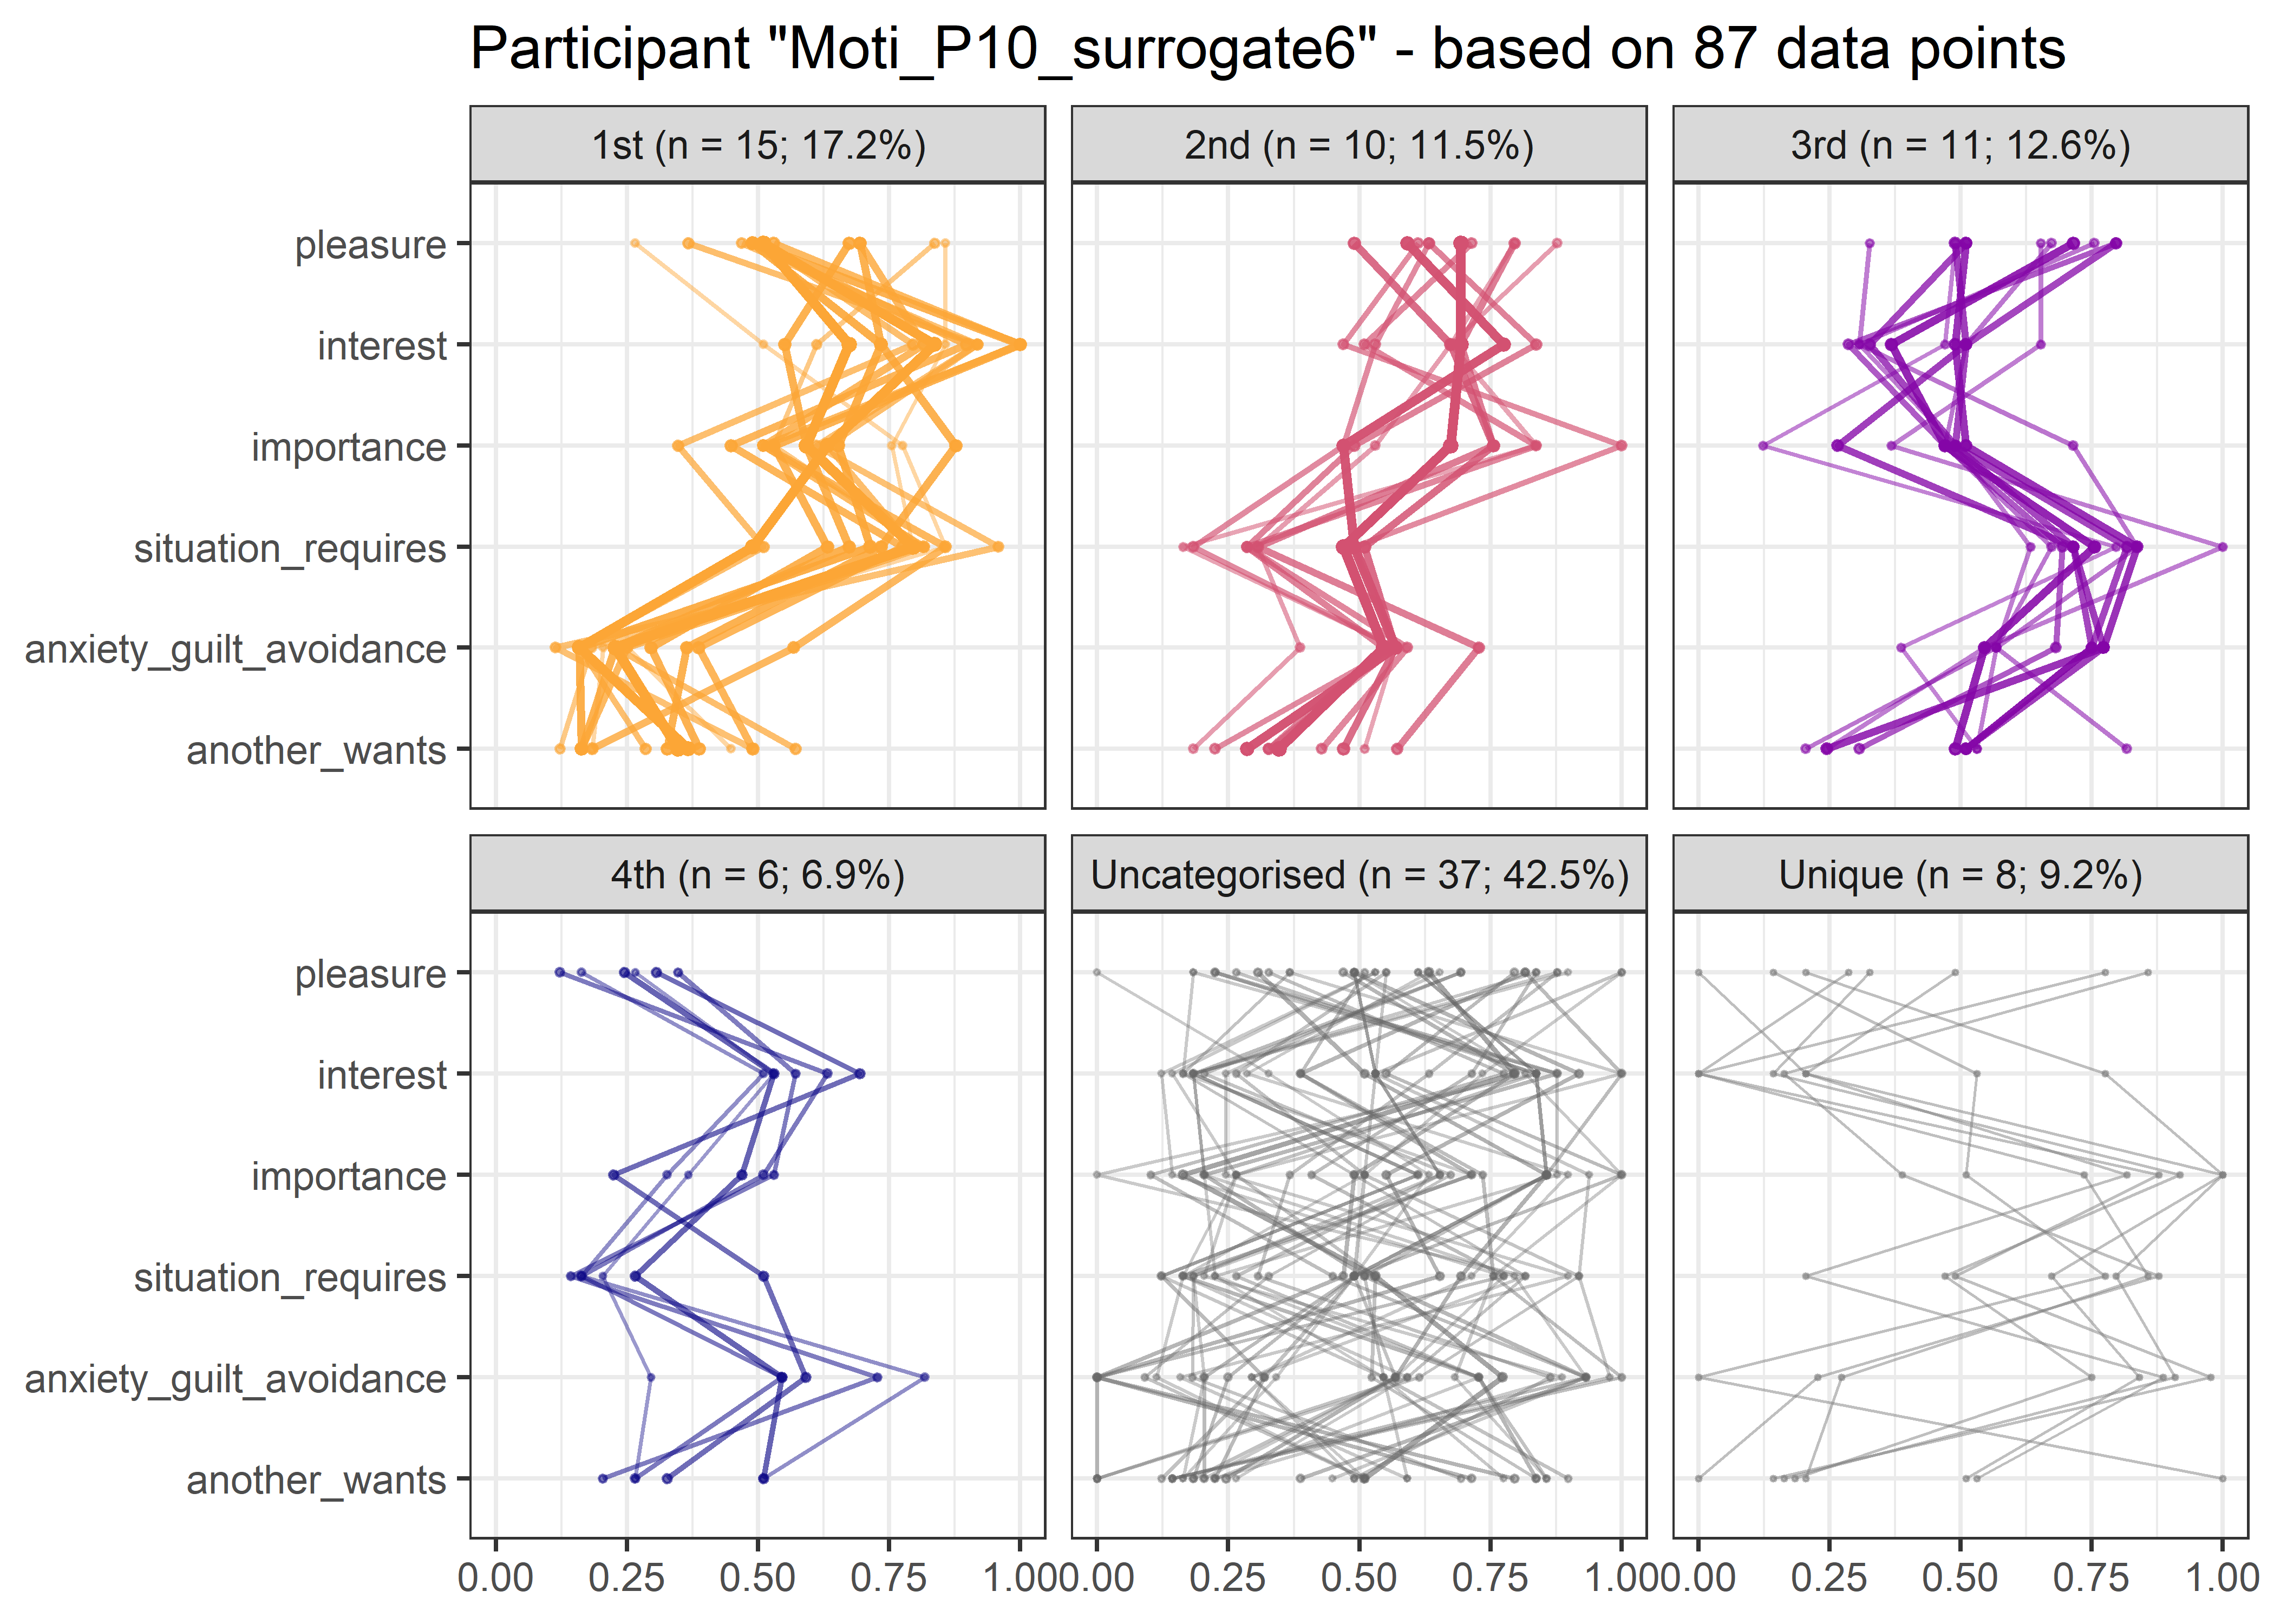 Participant "Moti_P10_surrogate6" - based on 87 data points
1st (n = 15; 17.2%)
2nd (n = 10; 11.5%)
3rd (n = 11; 12.6%)
pleasure
interest
importance
situation_requires
anxiety_guilt_avoidance
another_wants
4th (n = 6; 6.9%)
Uncategorised (n = 37; 42.5%)
Unique (n = 8; 9.2%)
pleasure
interest
importance
situation_requires
anxiety_guilt_avoidance
another_wants
0.00 0.25 0.50 0.75 1.00
0.00 0.25 0.50 0.75 1.00
0.00 0.25 0.50 0.75 1.00